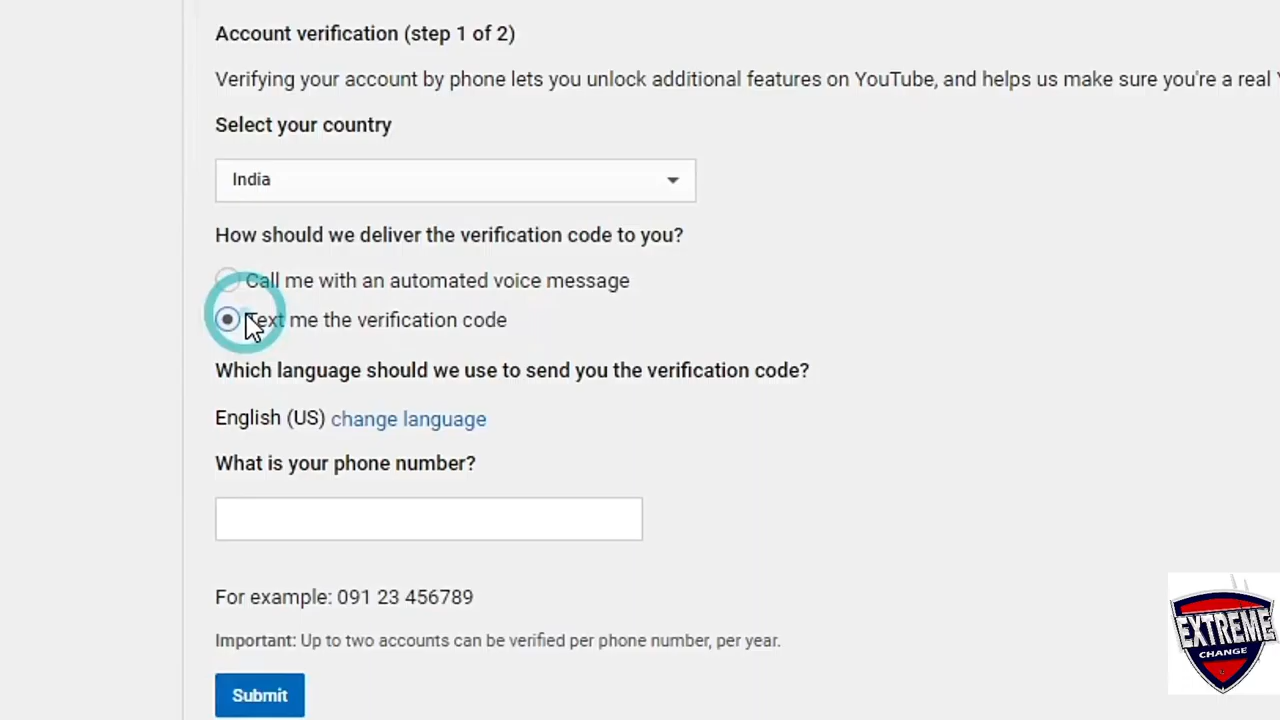 Account verification (step 1 of 2)
Verifying your account by phone lets you unlock additional features on YouTube, and helps us make sure you're a real
Select your country
India
How should we deliver the verification code to you?
Call me with an automated voice message
Text me the verification code
Which language should we use to send you the verification code?
English (US) change language
What is your phone number?
For example: 091 23 456789
Important: Up to two accounts can be verified per phone number, per year.
Submit
EXTREME
CHANGE